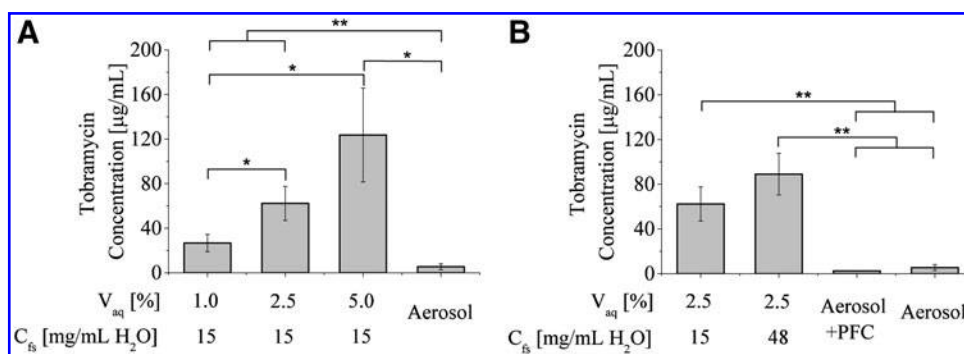 A
B
**
**
*
*
**
*
Tobramycin
Concentration [µg/mL]
200
160
120
80
40
0
V_aq [%] 1.0 2.5 5.0 Aerosol
C_fs [mg/mL H₂O] 15 15 15
Tobramycin
Concentration [µg/mL]
200
160
120
80
40
0
V_aq [%] 2.5 2.5 Aerosol +PFC Aerosol
C_fs [mg/mL H₂O] 15 48